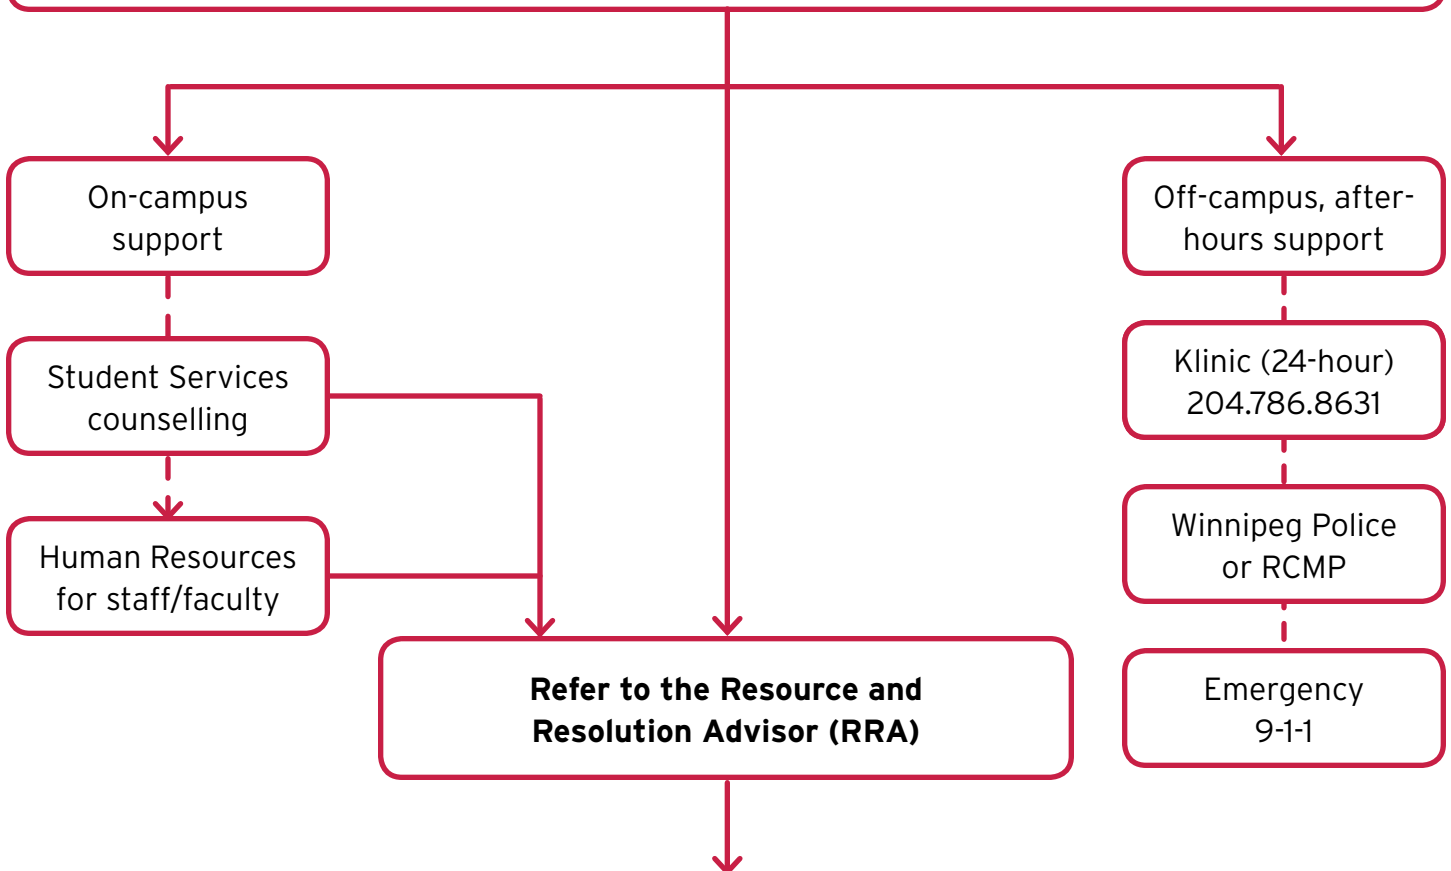 On-campus
support
Student Services
counselling
Human Resources
for staff/faculty
Refer to the Resource and
Resolution Advisor (RRA)
Off-campus, after-
hours support
Klinic (24-hour)
204.786.8631
Winnipeg Police
or RCMP
Emergency
9-1-1